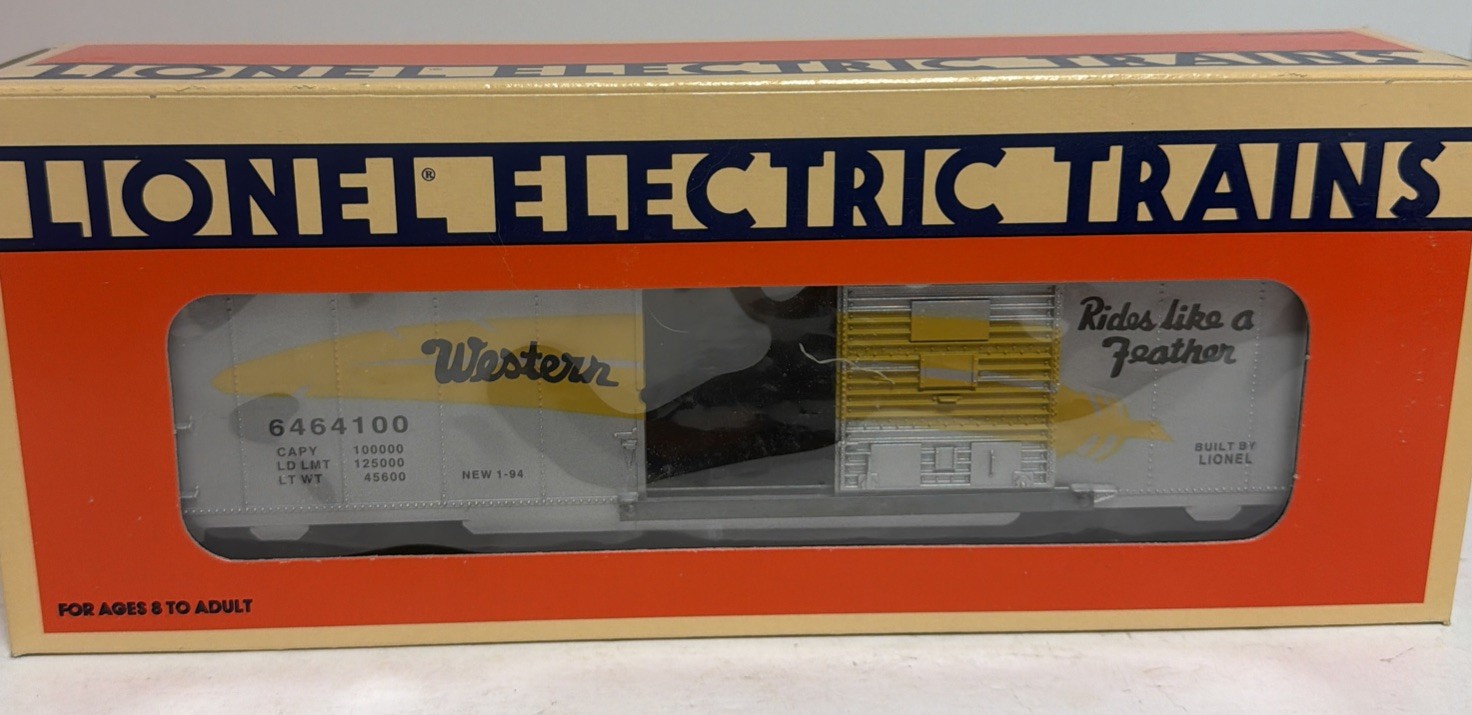 LIONEL ELECTRIC TRAINS
LIONEL® ELECTRIC TRAINS
Western
Rides like a
Feather
6464100
CAPY 100000
LD LMT 125000
LT WT 45600
NEW 1-94
BUILT BY
LIONEL
FOR AGES 8 TO ADULT